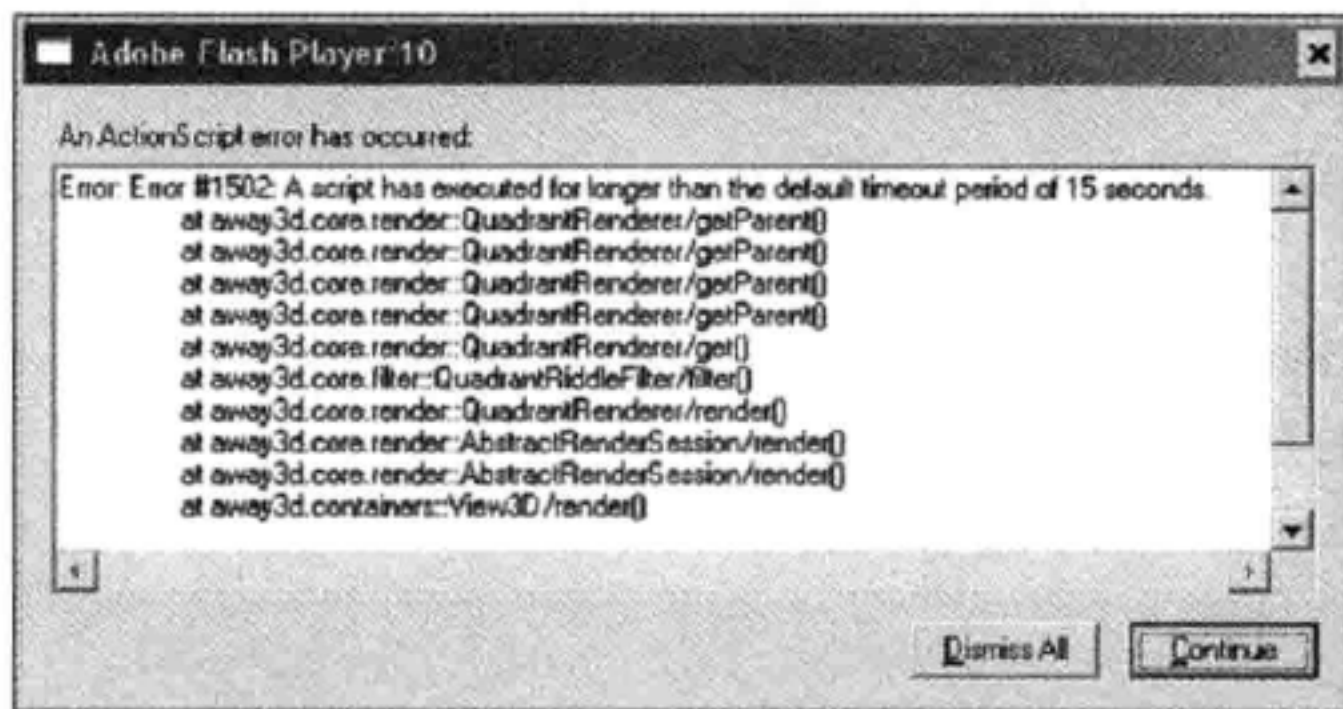 Adobe Flash Player 10
An ActionScript error has occurred:
Error: Error #1502: A script has executed for longer than the default timeout period of 15 seconds.
at away3d.core.render::QuadrantRenderer/getParent()
at away3d.core.render::QuadrantRenderer/getParent()
at away3d.core.render::QuadrantRenderer/getParent()
at away3d.core.render::QuadrantRenderer/getParent()
at away3d.core.render::QuadrantRenderer/get()
at away3d.core.filter::QuadrantRiddleFilter/filter()
at away3d.core.render::QuadrantRenderer/render()
at away3d.core.render::AbstractRenderSession/render()
at away3d.core.render::AbstractRenderSession/render()
at away3d.containers::View3D/render()
Dismiss All
Continue